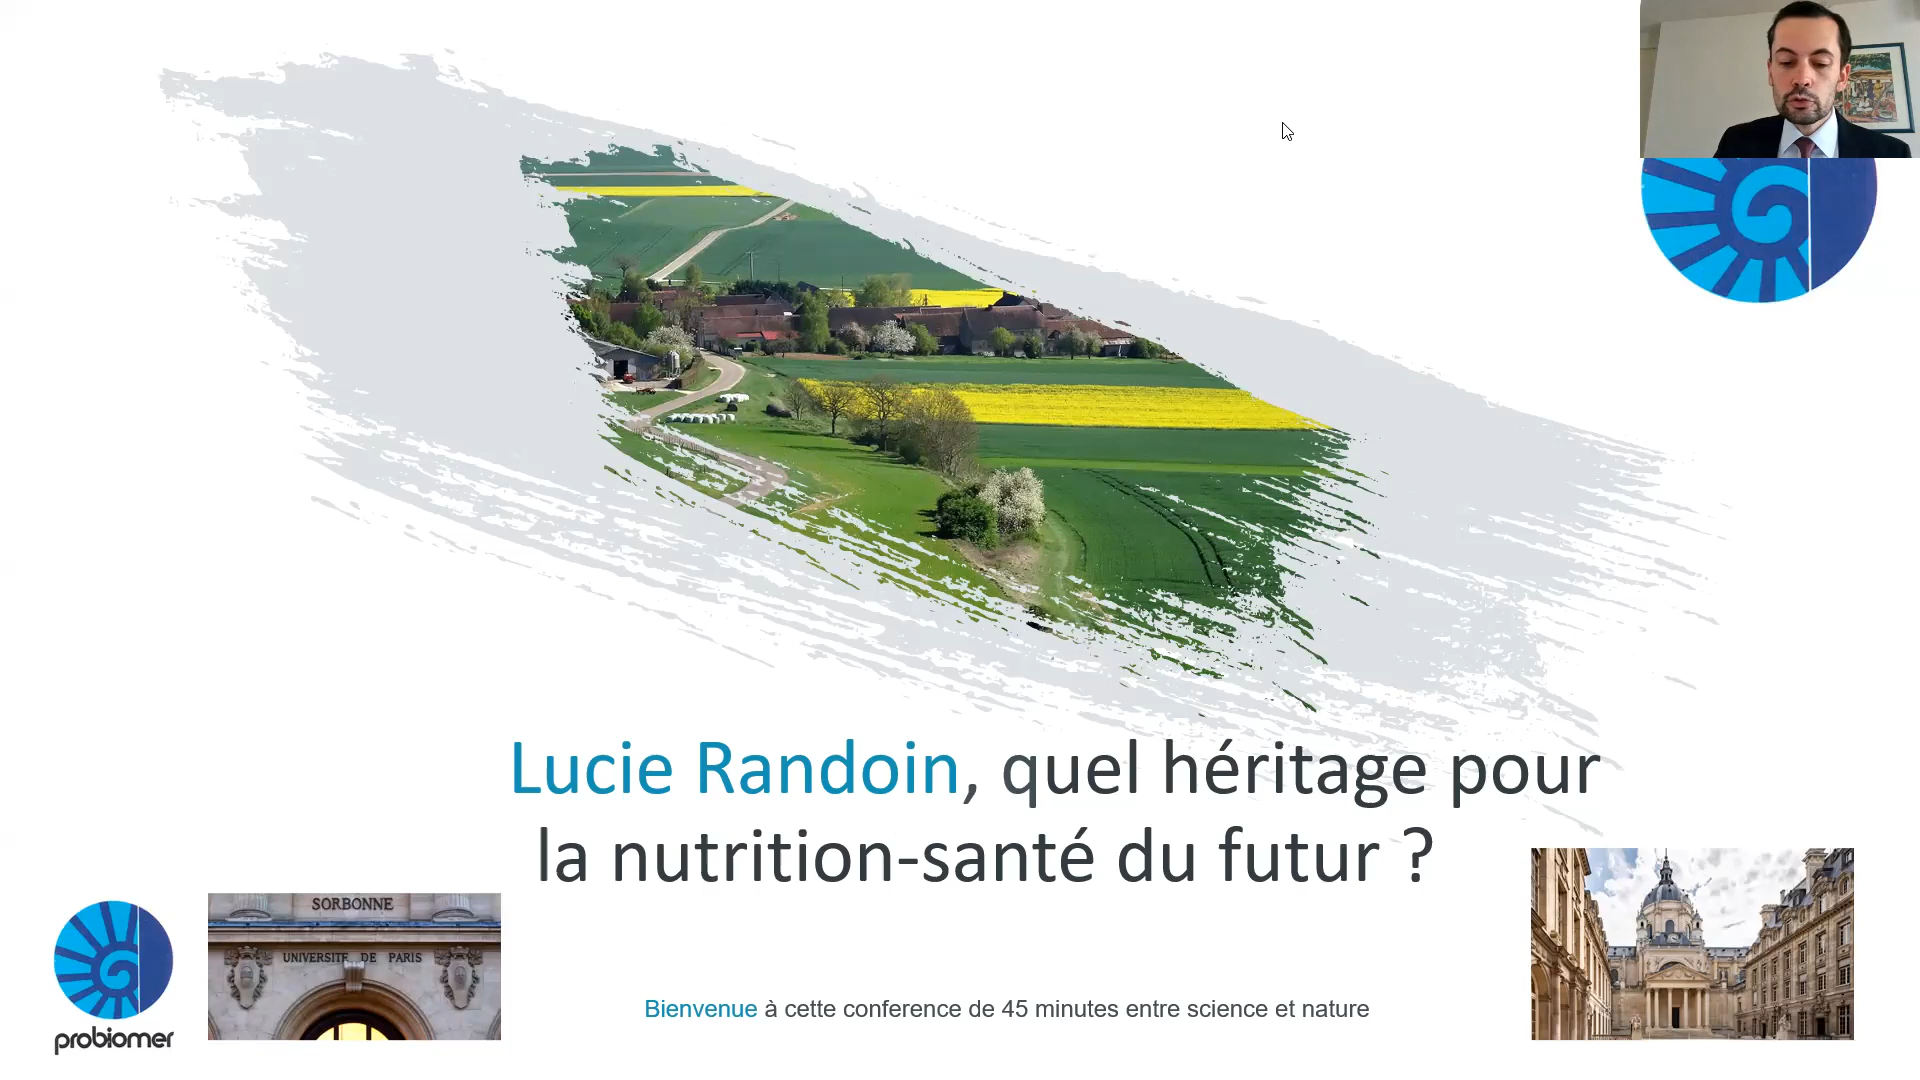 Lucie Randoin, quel héritage pour
la nutrition-santé du futur ?
SORBONNE
UNIVERSITE DE PARIS
Bienvenue à cette conference de 45 minutes entre science et nature
probiomer